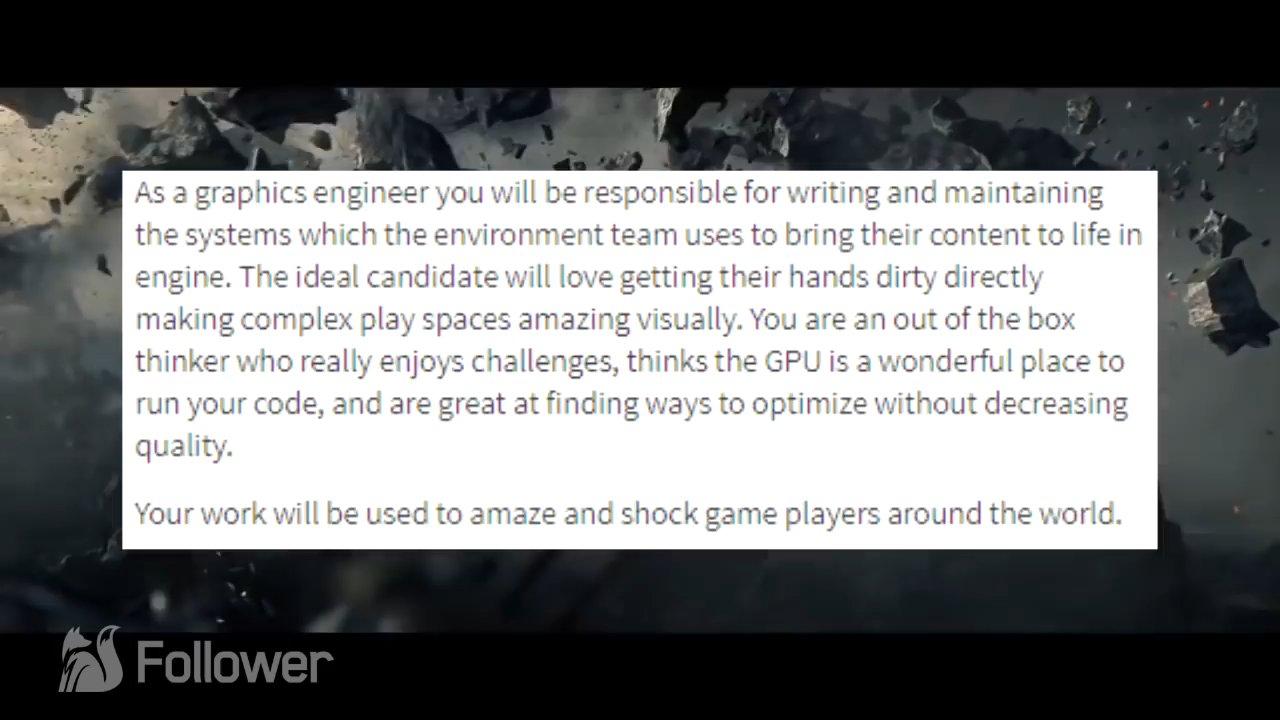 As a graphics engineer you will be responsible for writing and maintaining
the systems which the environment team uses to bring their content to life in
engine. The ideal candidate will love getting their hands dirty directly
making complex play spaces amazing visually. You are an out of the box
thinker who really enjoys challenges, thinks the GPU is a wonderful place to
run your code, and are great at finding ways to optimize without decreasing
quality.
Your work will be used to amaze and shock game players around the world.
Follower